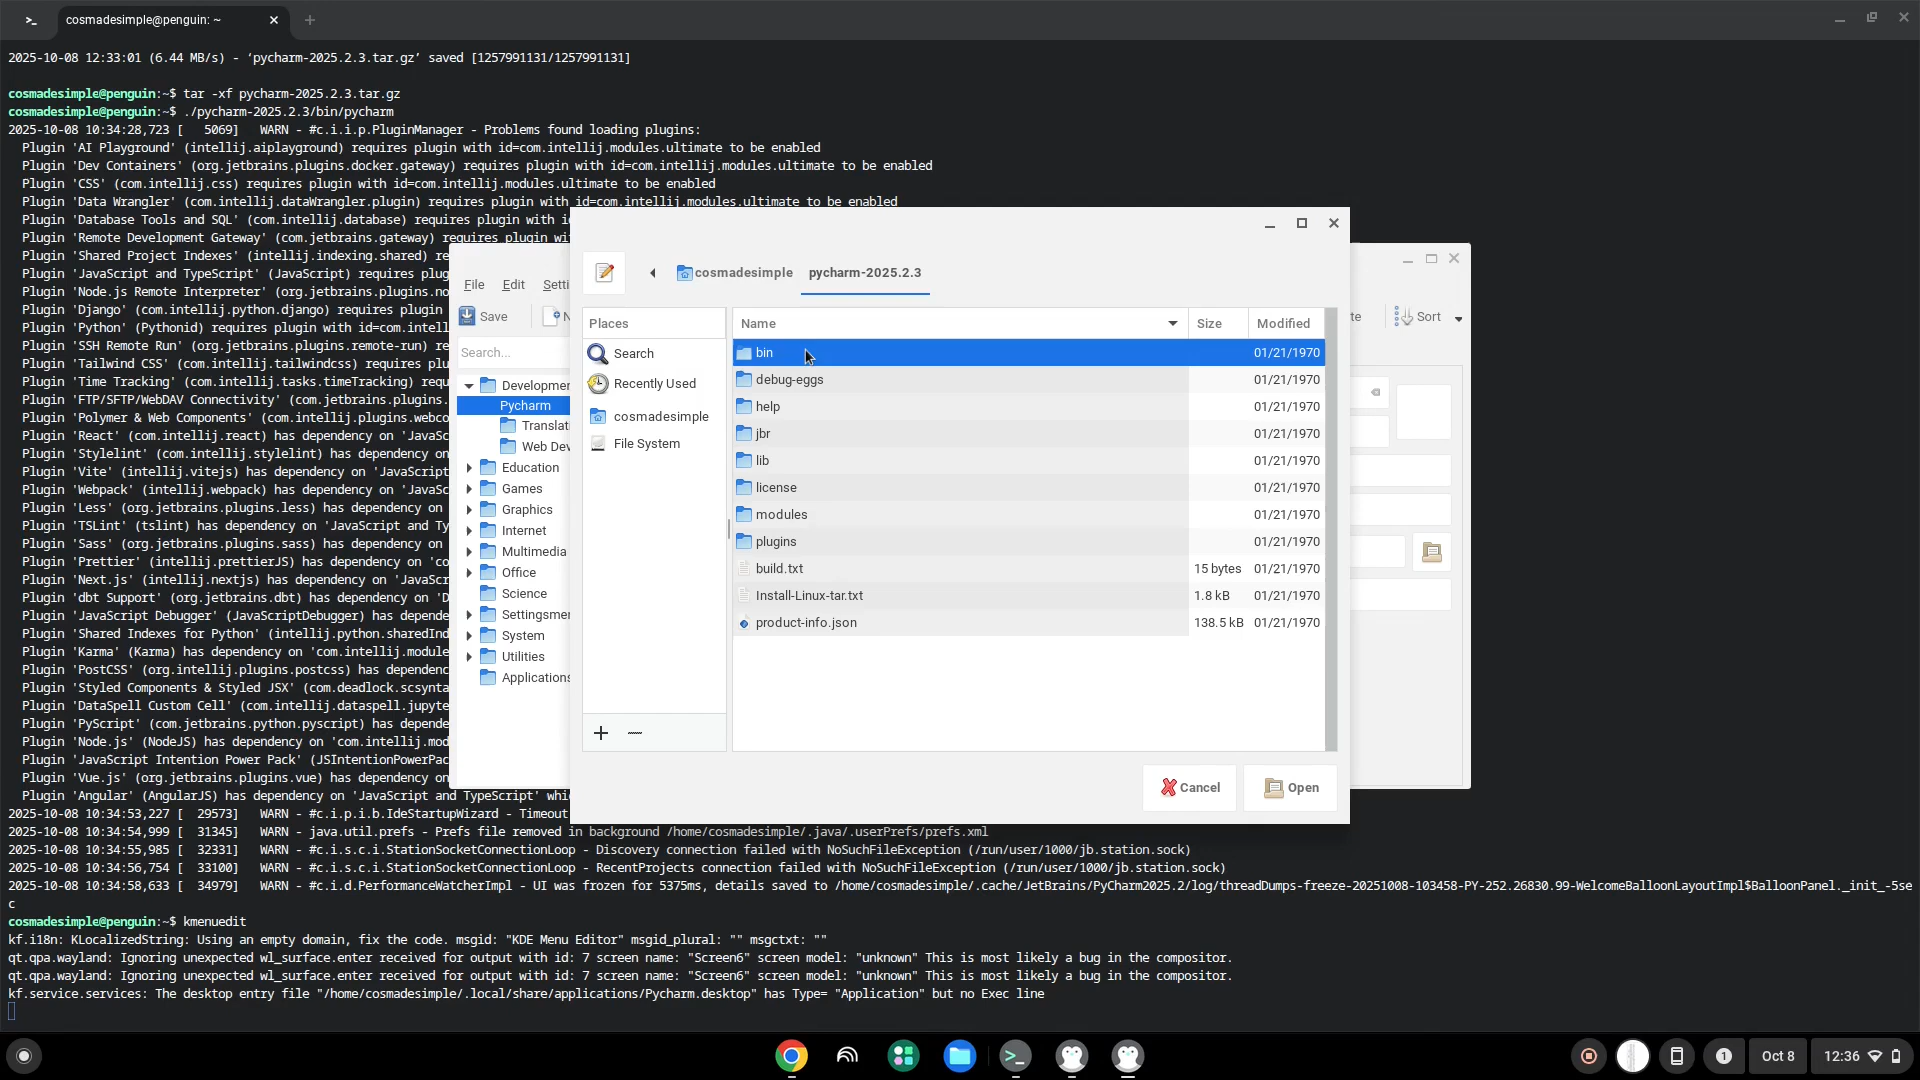 cosmadesimple@penguin: ~
2025-10-08 12:33:01 (6.44 MB/s) - ‘pycharm-2025.2.3.tar.gz’ saved [1257991131/1257991131]
cosmadesimple@penguin:~$ tar -xf pycharm-2025.2.3.tar.gz
cosmadesimple@penguin:~$ ./pycharm-2025.2.3/bin/pycharm
2025-10-08 10:34:28,723 [   5069]   WARN - #c.i.i.p.PluginManager - Problems found loading plugins:
Plugin 'AI Playground' (intellij.aiplayground) requires plugin with id=com.intellij.modules.ultimate to be enabled
Plugin 'Dev Containers' (org.jetbrains.plugins.docker.gateway) requires plugin with id=com.intellij.modules.ultimate to be enabled
Plugin 'CSS' (com.intellij.css) requires plugin with id=com.intellij.modules.ultimate to be enabled
Plugin 'Data Wrangler' (com.intellij.dataWrangler.plugin) requires plugin with id=com.intellij.modules.ultimate to be enabled
Plugin 'Database Tools and SQL' (com.intellij.database) requires plugin with i
Plugin 'Remote Development Gateway' (com.jetbrains.gateway) requires plugin wi
Plugin 'Shared Project Indexes' (intellij.indexing.shared) re
Plugin 'JavaScript and TypeScript' (JavaScript) requires plug
Plugin 'Node.js Remote Interpreter' (org.jetbrains.plugins.no
Plugin 'Django' (com.intellij.python.django) requires plugin
Plugin 'Python' (Pythonid) requires plugin with id=com.intell
Plugin 'SSH Remote Run' (org.jetbrains.plugins.remote-run) re
Plugin 'Tailwind CSS' (com.intellij.tailwindcss) requires plu
Plugin 'Time Tracking' (com.intellij.tasks.timeTracking) requ
Plugin 'FTP/SFTP/WebDAV Connectivity' (com.jetbrains.plugins.
Plugin 'Polymer & Web Components' (com.intellij.plugins.webco
Plugin 'React' (com.intellij.react) has dependency on 'JavaSc
Plugin 'Stylelint' (com.intellij.stylelint) has dependency on
Plugin 'Vite' (intellij.vitejs) has dependency on 'JavaScript
Plugin 'Webpack' (intellij.webpack) has dependency on 'JavaSc
Plugin 'Less' (org.jetbrains.plugins.less) has dependency on
Plugin 'TSLint' (tslint) has dependency on 'JavaScript and Ty
Plugin 'Sass' (org.jetbrains.plugins.sass) has dependency on
Plugin 'Prettier' (intellij.prettierJS) has dependency on 'co
Plugin 'Next.js' (intellij.nextjs) has dependency on 'JavaScr
Plugin 'dbt Support' (org.jetbrains.dbt) has dependency on 'D
Plugin 'JavaScript Debugger' (JavaScriptDebugger) has depende
Plugin 'Shared Indexes for Python' (intellij.python.sharedInd
Plugin 'Karma' (Karma) has dependency on 'com.intellij.module
Plugin 'PostCSS' (org.intellij.plugins.postcss) has dependenc
Plugin 'Styled Components & Styled JSX' (com.deadlock.scsynta
Plugin 'DataSpell Custom Cell' (com.intellij.dataspell.jupyte
Plugin 'PyScript' (com.jetbrains.python.pyscript) has depende
Plugin 'Node.js' (NodeJS) has dependency on 'com.intellij.mod
Plugin 'JavaScript Intention Power Pack' (JSIntentionPowerPac
Plugin 'Vue.js' (org.jetbrains.plugins.vue) has dependency on
Plugin 'Angular' (AngularJS) has dependency on 'JavaScript and TypeScript' whi
2025-10-08 10:34:53,227 [  29573]   WARN - #c.i.p.i.b.IdeStartupWizard - Timeout
2025-10-08 10:34:54,999 [  31345]   WARN - java.util.prefs - Prefs file removed in background /home/cosmadesimple/.java/.userPrefs/prefs.xml
2025-10-08 10:34:55,985 [  32331]   WARN - #c.i.s.c.i.StationSocketConnectionLoop - Discovery connection failed with NoSuchFileException (/run/user/1000/jb.station.sock)
2025-10-08 10:34:56,754 [  33100]   WARN - #c.i.s.c.i.StationSocketConnectionLoop - RecentProjects connection failed with NoSuchFileException (/run/user/1000/jb.station.sock)
2025-10-08 10:34:58,633 [  34979]   WARN - #c.i.d.PerformanceWatcherImpl - UI was frozen for 5375ms, details saved to /home/cosmadesimple/.cache/JetBrains/PyCharm2025.2/log/threadDumps-freeze-20251008-103458-PY-252.26830.99-WelcomeBalloonLayoutImpl$BalloonPanel._init_-5se
c
cosmadesimple@penguin:~$ kmenuedit
kf.i18n: KLocalizedString: Using an empty domain, fix the code. msgid: "KDE Menu Editor" msgid_plural: "" msgctxt: ""
qt.qpa.wayland: Ignoring unexpected wl_surface.enter received for output with id: 7 screen name: "Screen6" screen model: "unknown" This is most likely a bug in the compositor.
qt.qpa.wayland: Ignoring unexpected wl_surface.enter received for output with id: 7 screen name: "Screen6" screen model: "unknown" This is most likely a bug in the compositor.
kf.service.services: The desktop entry file "/home/cosmadesimple/.local/share/applications/Pycharm.desktop" has Type= "Application" but no Exec line
File Edit Setti
Save N
te Sort
Search...
Developmen
Pycharm
Translat
Web Dev
Education
Games
Graphics
Internet
Multimedia
Office
Science
Settingsmen
System
Utilities
Applications
cosmadesimple pycharm-2025.2.3
Places
Search
Recently Used
cosmadesimple
File System
Name Size Modified
bin 01/21/1970
debug-eggs 01/21/1970
help 01/21/1970
jbr 01/21/1970
lib 01/21/1970
license 01/21/1970
modules 01/21/1970
plugins 01/21/1970
build.txt 15 bytes 01/21/1970
Install-Linux-tar.txt 1.8 kB 01/21/1970
product-info.json 138.5 kB 01/21/1970
Cancel Open
1 Oct 8 12:36